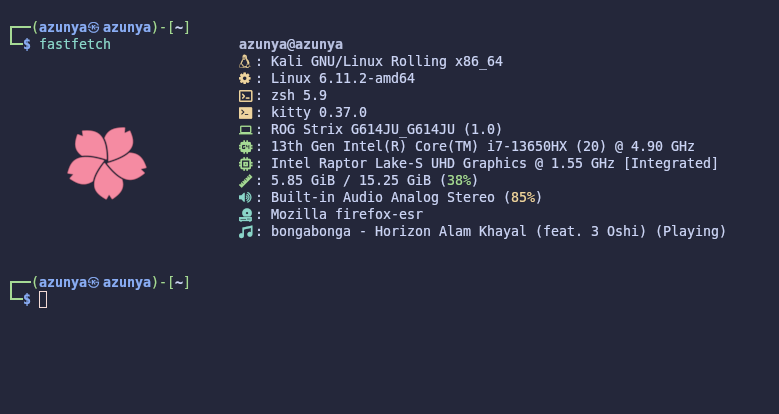 ┌──(azunya㉿azunya)-[~]
└─$ fastfetch
azunya@azunya
: Kali GNU/Linux Rolling x86_64
: Linux 6.11.2-amd64
: zsh 5.9
: kitty 0.37.0
: ROG Strix G614JU_G614JU (1.0)
: 13th Gen Intel(R) Core(TM) i7-13650HX (20) @ 4.90 GHz
: Intel Raptor Lake-S UHD Graphics @ 1.55 GHz [Integrated]
: 5.85 GiB / 15.25 GiB (38%)
: Built-in Audio Analog Stereo (85%)
: Mozilla firefox-esr
: bongabonga - Horizon Alam Khayal (feat. 3 Oshi) (Playing)
┌──(azunya㉿azunya)-[~]
└─$